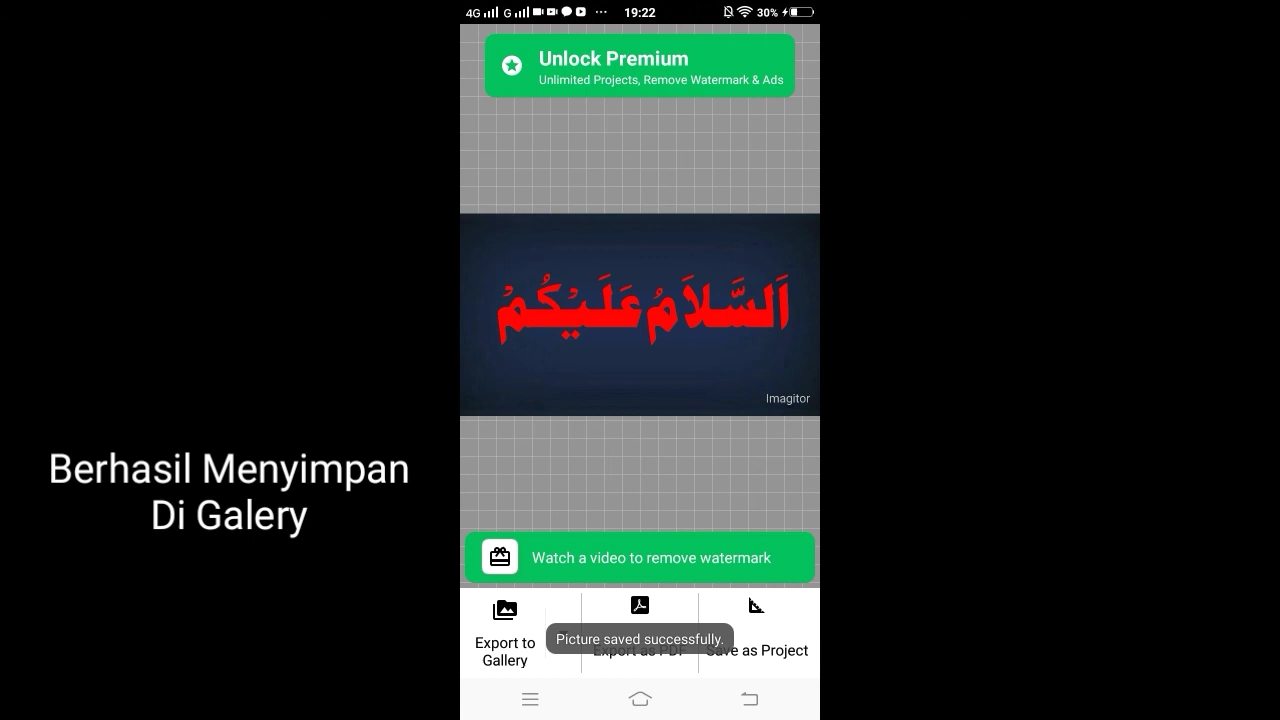 4G G 19:22 30%
Unlock Premium
Unlimited Projects, Remove Watermark & Ads
اَلسَّلاَمُ عَلَيْكُمْ
Imagitor
Berhasil Menyimpan
Di Galery
Watch a video to remove watermark
Picture saved successfully.
Export to
Gallery
Export as PDF
Save as Project